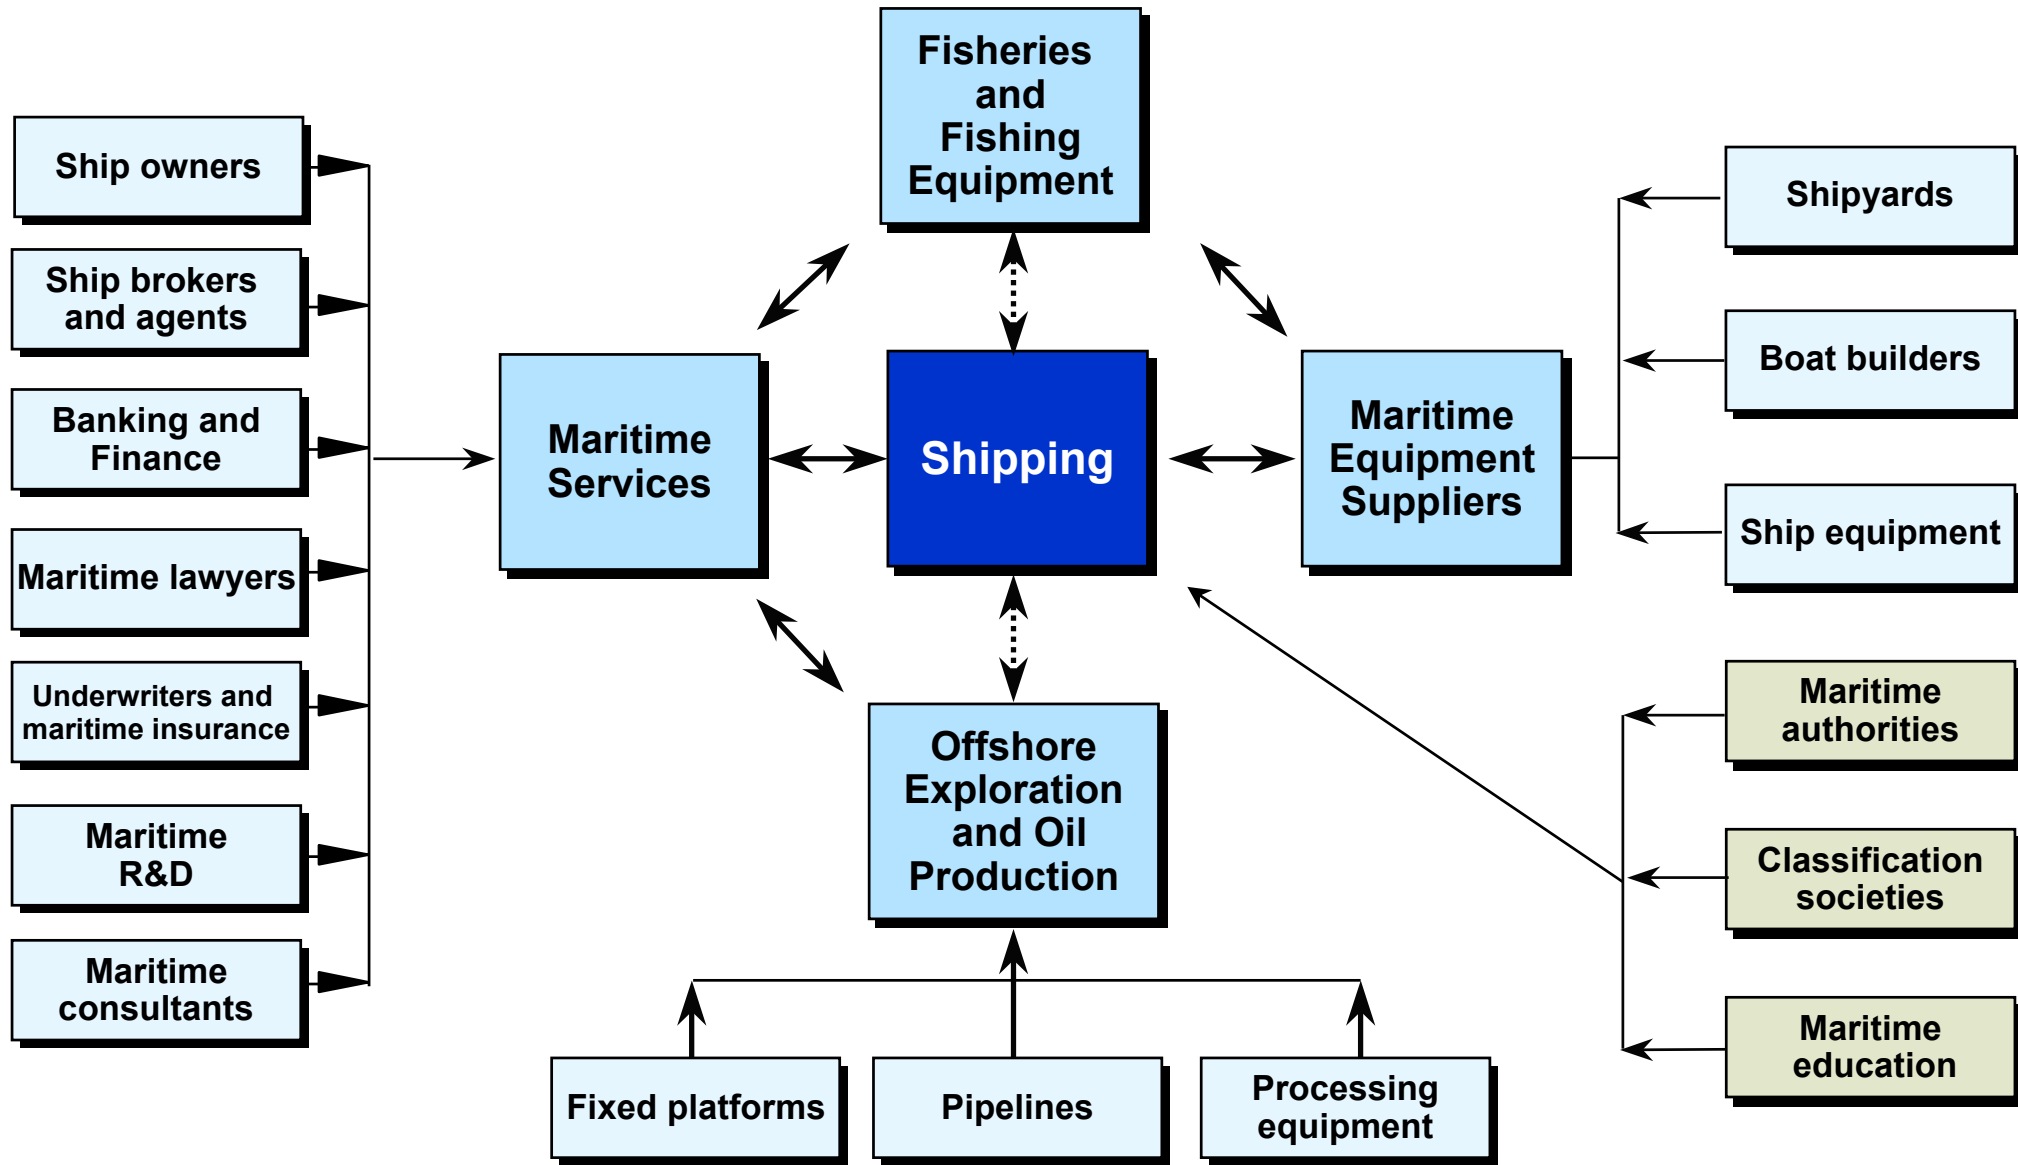 Fisheries
and
Fishing
Equipment
Ship owners
Ship brokers
and agents
Banking and
Finance
Maritime lawyers
Underwriters and
maritime insurance
Maritime
R&D
Maritime
consultants
Maritime
Services
Shipping
Maritime
Equipment
Suppliers
Shipyards
Boat builders
Ship equipment
Offshore
Exploration
and Oil
Production
Maritime
authorities
Classification
societies
Maritime
education
Fixed platforms
Pipelines
Processing
equipment